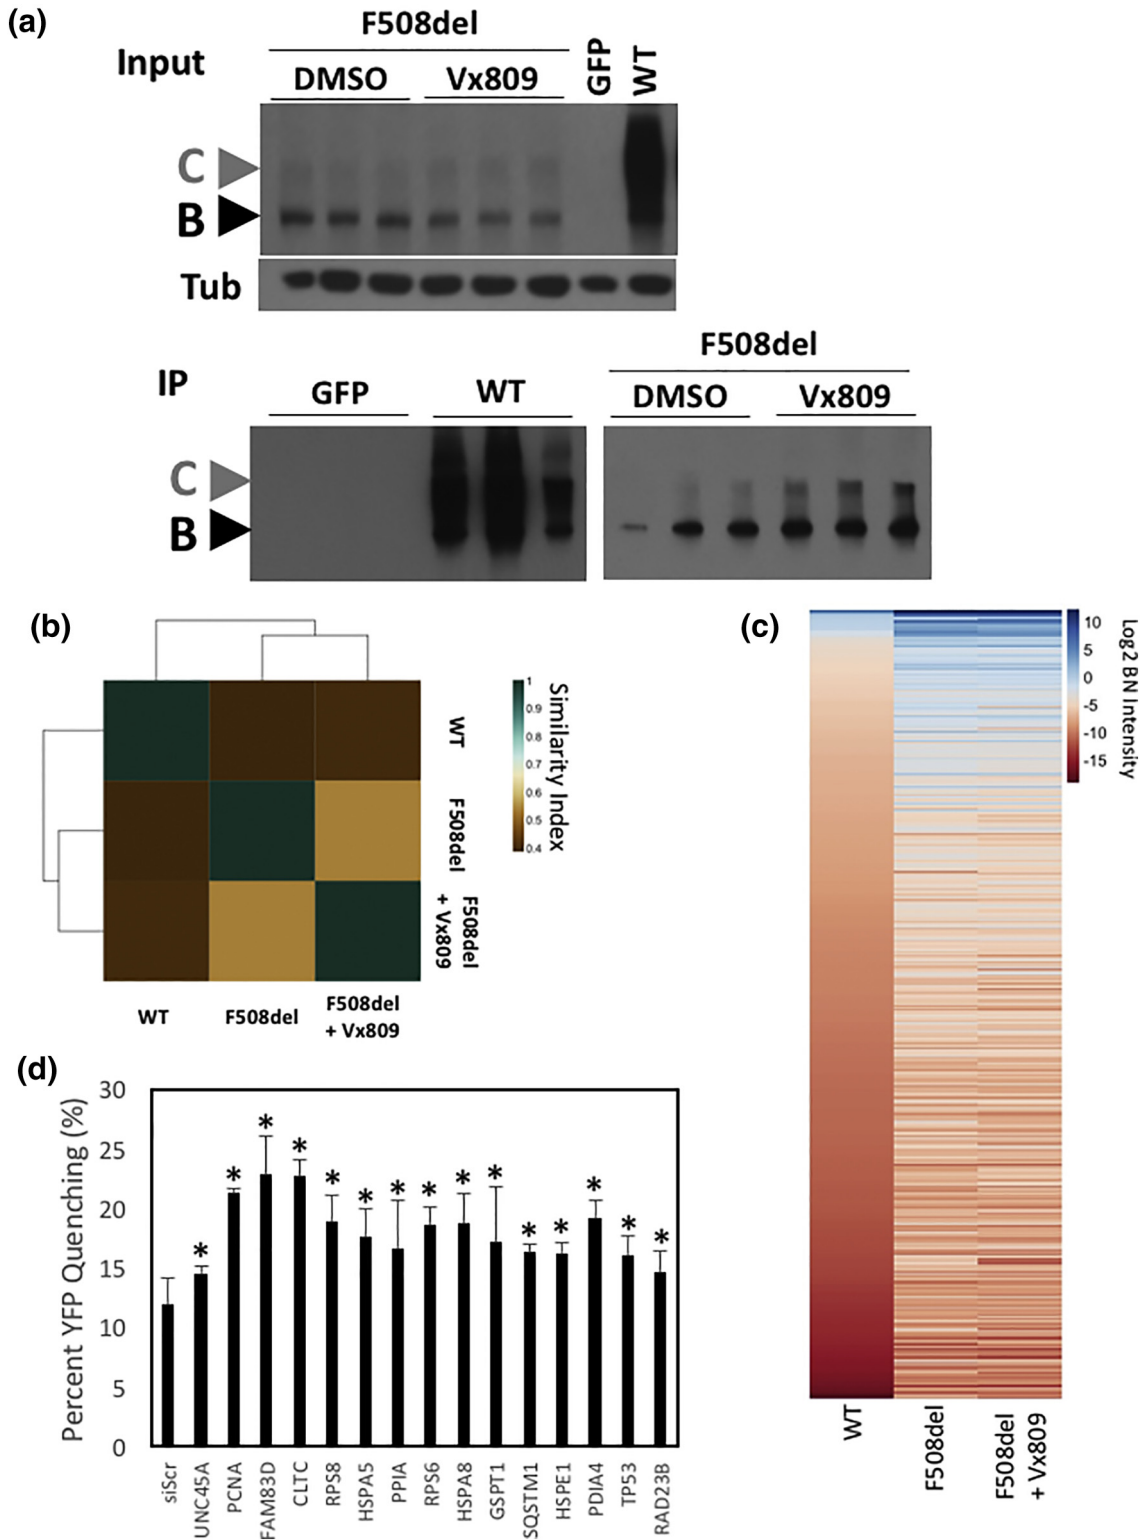 (a)
F508del
Input
DMSO
Vx809
GFP
WT
C
B
Tub
F508del
IP
GFP
WT
DMSO
Vx809
C
B
(b)
WT
F508del
F508del
+ Vx809
WT
F508del
F508del
+ Vx809
1
0.9
0.8
0.7
0.6
0.5
0.4
Similarity Index
(c)
10
5
0
-5
-10
-15
Log2 BN Intensity
WT
F508del
F508del
+ Vx809
(d)
Percent YFP Quenching (%)
30
25
20
15
10
5
0
* * * * * * * * * * * * * * *
siScr
UNC45A
PCNA
FAM83D
CLTC
RPS8
HSPA5
PPIA
RPS6
HSPA8
GSPT1
SQSTM1
HSPE1
PDIA4
TP53
RAD23B